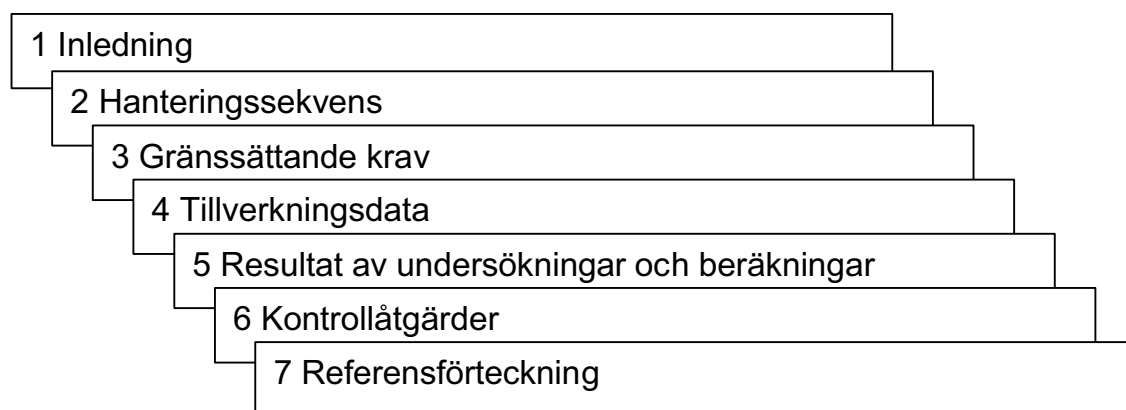 1 Inledning
2 Hanteringssekvens
3 Gränssättande krav
4 Tillverkningsdata
5 Resultat av undersökningar och beräkningar
6 Kontrollåtgärder
7 Referensförteckning